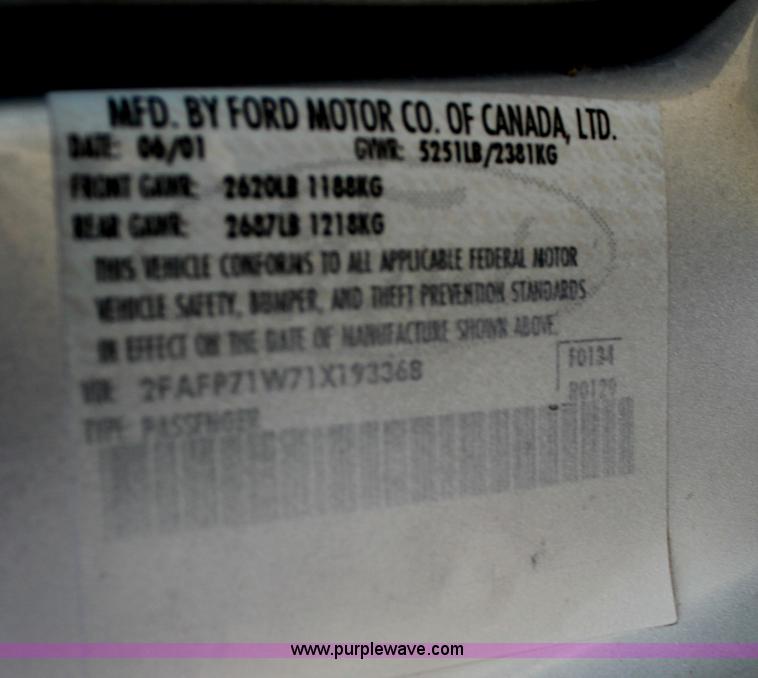 MFD. BY FORD MOTOR CO. OF CANADA, LTD.
DATE: 06/01 GVWR: 5251LB/2381KG
FRONT GAWR: 2620LB 1188KG
REAR GAWR: 2687LB 1218KG
THIS VEHICLE CONFORMS TO ALL APPLICABLE FEDERAL MOTOR
VEHICLE SAFETY, BUMPER, AND THEFT PREVENTION STANDARDS
IN EFFECT ON THE DATE OF MANUFACTURE SHOWN ABOVE.
VIN: 2FAFP71W71X193368
F0134
R0129
TYPE: PASSENGER
www.purplewave.com